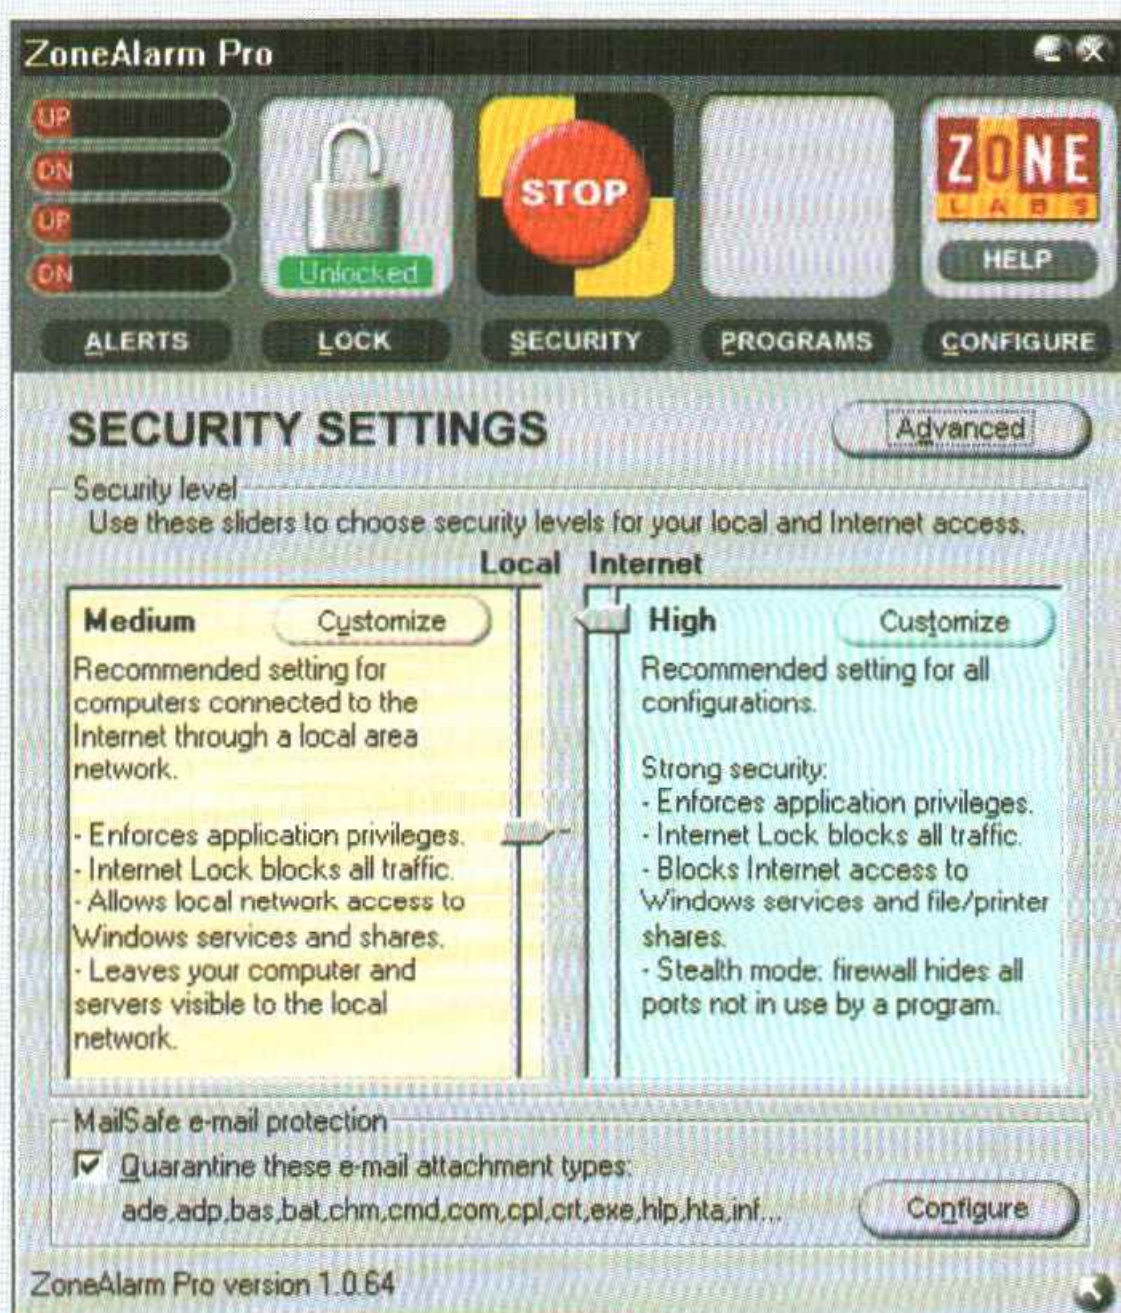 ZoneAlarm Pro
UP
DN
UP
DN
Unlocked
STOP
ZONE
LABS
HELP
ALERTS
LOCK
SECURITY
PROGRAMS
CONFIGURE
SECURITY SETTINGS
Advanced
Security level
Use these sliders to choose security levels for your local and Internet access.
Local Internet
Medium
Customize
Recommended setting for
computers connected to the
Internet through a local area
network.
- Enforces application privileges.
- Internet Lock blocks all traffic.
- Allows local network access to
Windows services and shares.
- Leaves your computer and
servers visible to the local
network.
High
Customize
Recommended setting for all
configurations.
Strong security:
- Enforces application privileges.
- Internet Lock blocks all traffic.
- Blocks Internet access to
Windows services and file/printer
shares.
- Stealth mode: firewall hides all
ports not in use by a program.
MailSafe e-mail protection
Quarantine these e-mail attachment types:
ade,adp,bas,bat,chm,cmd,com,cpl,crt,exe,hlp,hta,inf...
Configure
ZoneAlarm Pro version 1.0.64